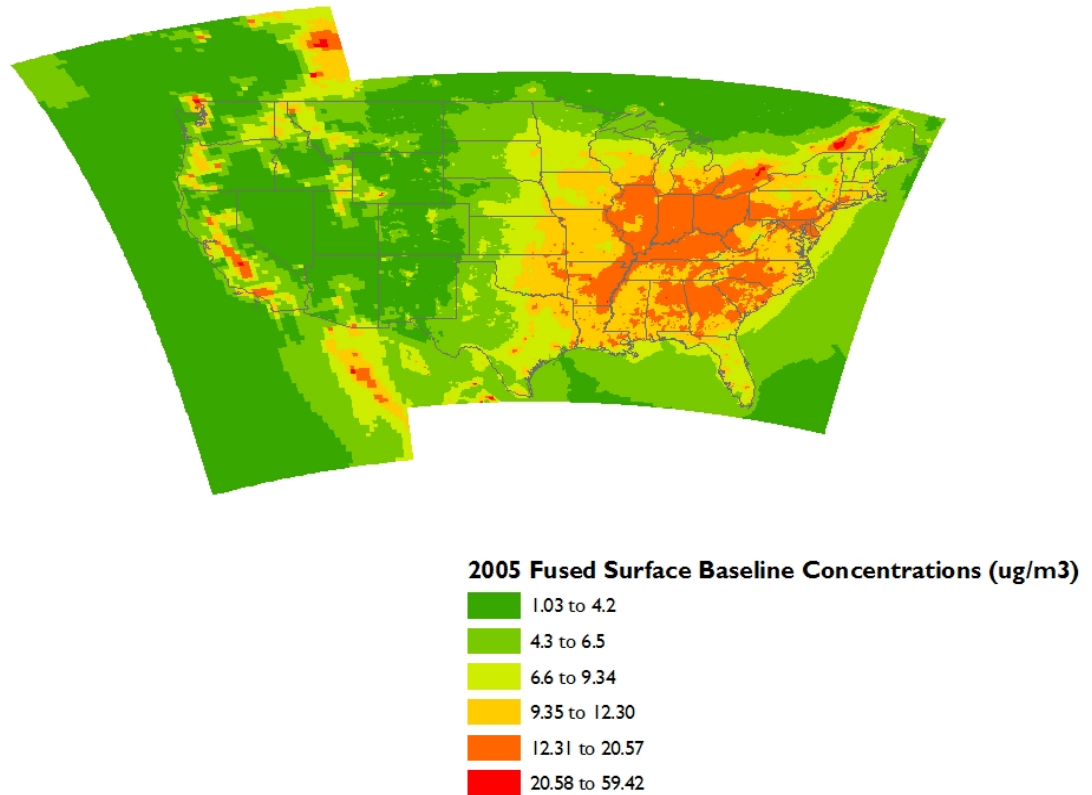 2005 Fused Surface Baseline Concentrations (ug/m3)
1.03 to 4.2
4.3 to 6.5
6.6 to 9.34
9.35 to 12.30
12.31 to 20.57
20.58 to 59.42